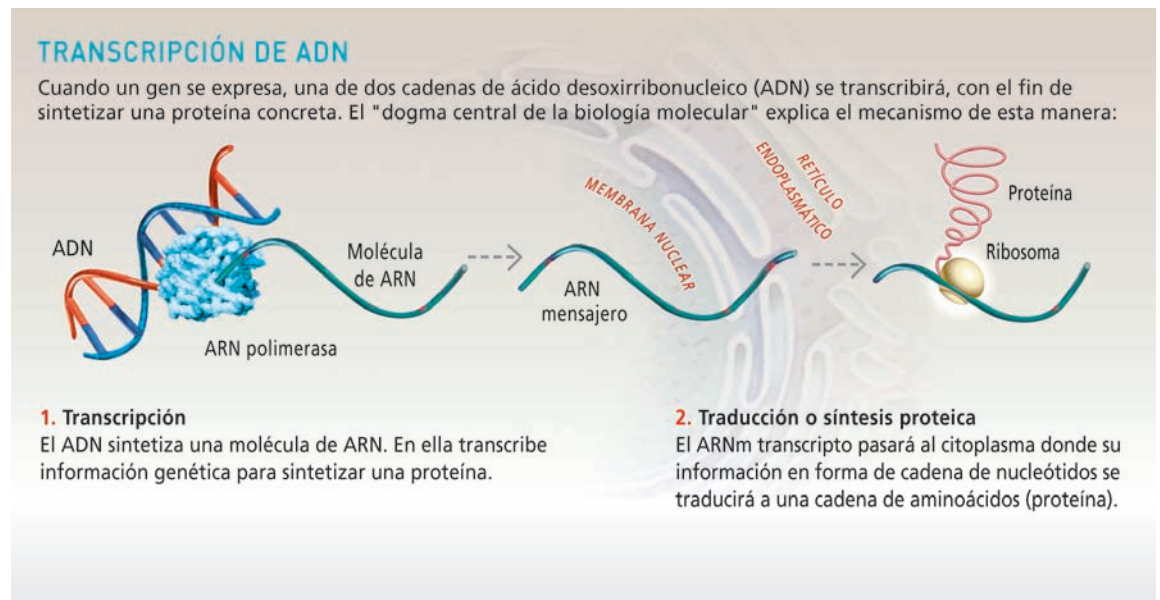 TRANSCRIPCIÓN DE ADN
Cuando un gen se expresa, una de dos cadenas de ácido desoxirribonucleico (ADN) se transcribirá, con el fin de
sintetizar una proteína concreta. El "dogma central de la biología molecular" explica el mecanismo de esta manera:
ADN
Molécula
de ARN
ARN polimerasa
ARN
mensajero
MEMBRANA NUCLEAR
RETÍCULO
ENDOPLASMÁTICO
Proteína
Ribosoma
1. Transcripción
El ADN sintetiza una molécula de ARN. En ella transcribe
información genética para sintetizar una proteína.
2. Traducción o síntesis proteica
El ARNm transcripto pasará al citoplasma donde su
información en forma de cadena de nucleótidos se
traducirá a una cadena de aminoácidos (proteína).